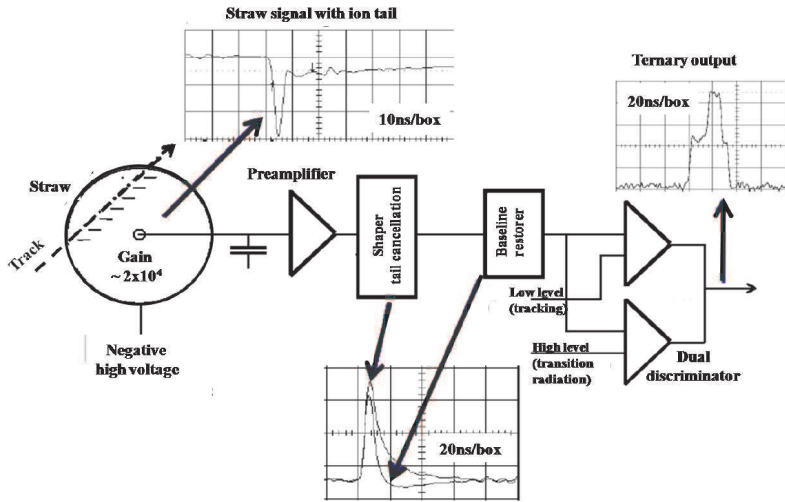 Straw signal with ion tail
10ns/box
Ternary output
20ns/box
Straw
Track
Gain
~2x10⁴
Negative
high voltage
Preamplifier
Shaper
tail cancellation
Baseline
restorer
Low level
(tracking)
High level
(transition
radiation)
Dual
discriminator
20ns/box